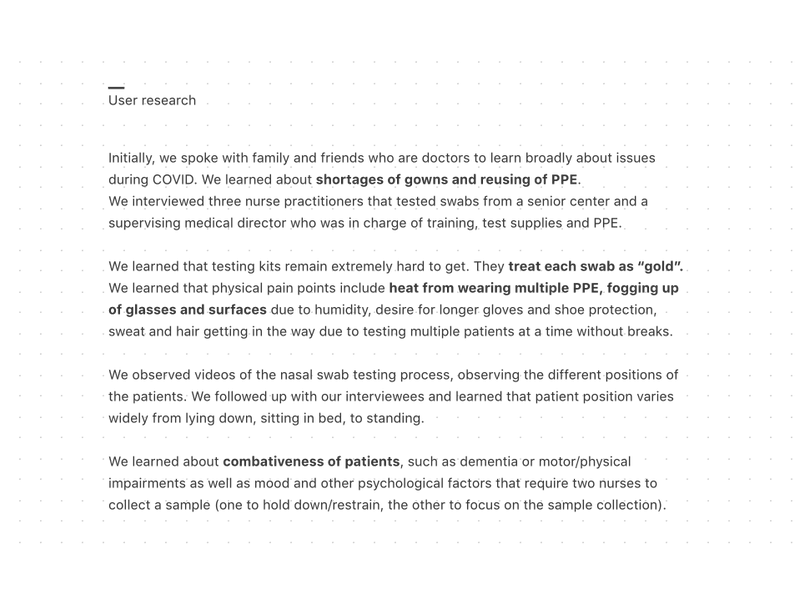 User research
Initially, we spoke with family and friends who are doctors to learn broadly about issues
during COVID. We learned about shortages of gowns and reusing of PPE.
We interviewed three nurse practitioners that tested swabs from a senior center and a
supervising medical director who was in charge of training, test supplies and PPE.
We learned that testing kits remain extremely hard to get. They treat each swab as “gold”.
We learned that physical pain points include heat from wearing multiple PPE, fogging up
of glasses and surfaces due to humidity, desire for longer gloves and shoe protection,
sweat and hair getting in the way due to testing multiple patients at a time without breaks.
We observed videos of the nasal swab testing process, observing the different positions of
the patients. We followed up with our interviewees and learned that patient position varies
widely from lying down, sitting in bed, to standing.
We learned about combativeness of patients, such as dementia or motor/physical
impairments as well as mood and other psychological factors that require two nurses to
collect a sample (one to hold down/restrain, the other to focus on the sample collection).